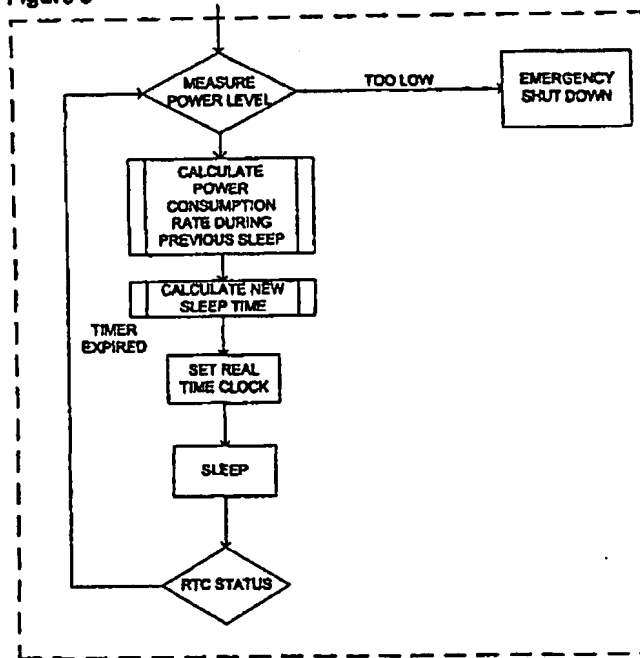 MEASURE
POWER LEVEL
TOO LOW
EMERGENCY
SHUT DOWN
CALCULATE
POWER
CONSUMPTION
RATE DURING
PREVIOUS SLEEP
CALCULATE NEW
SLEEP TIME
TIMER
EXPIRED
SET REAL
TIME CLOCK
SLEEP
RTC STATUS